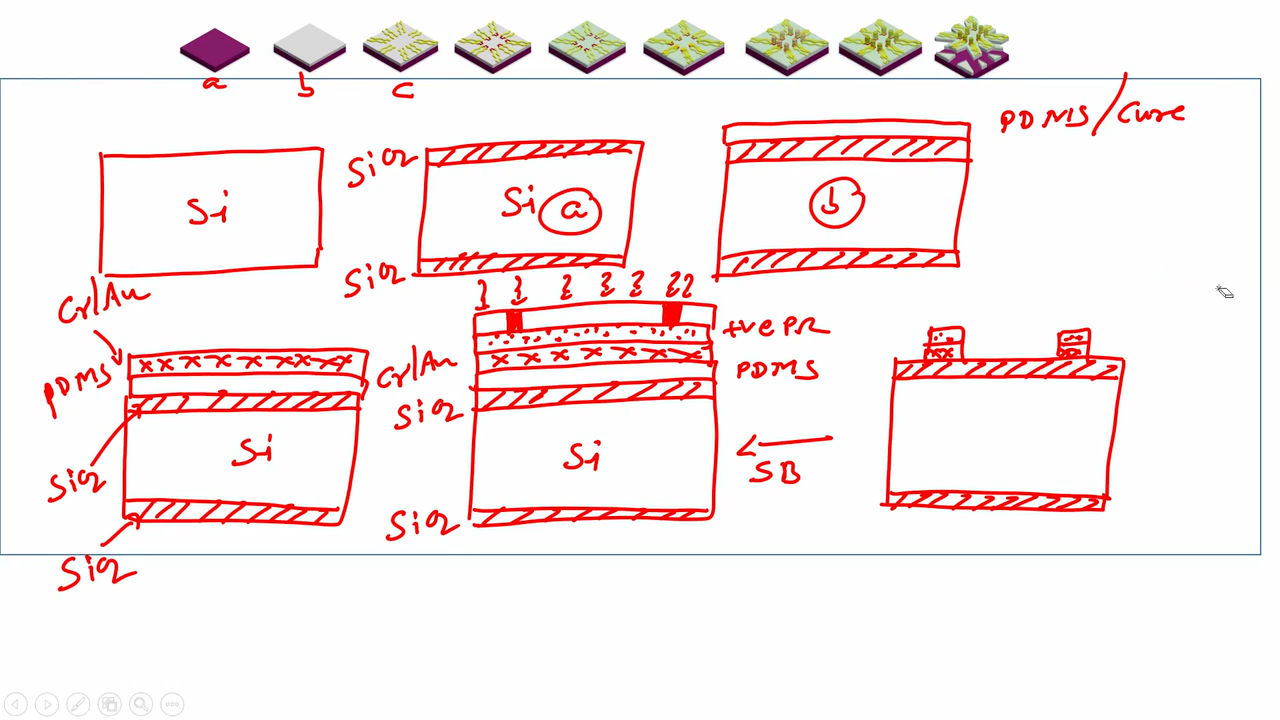 a b c
PDMS/Cure
Si
SiO2
Si a
SiO2
b
Cr/Au
PDMS
SiO2
Si
SiO2
+ve PR
Cr/Au
PDMS
SiO2
Si
SiO2
SB